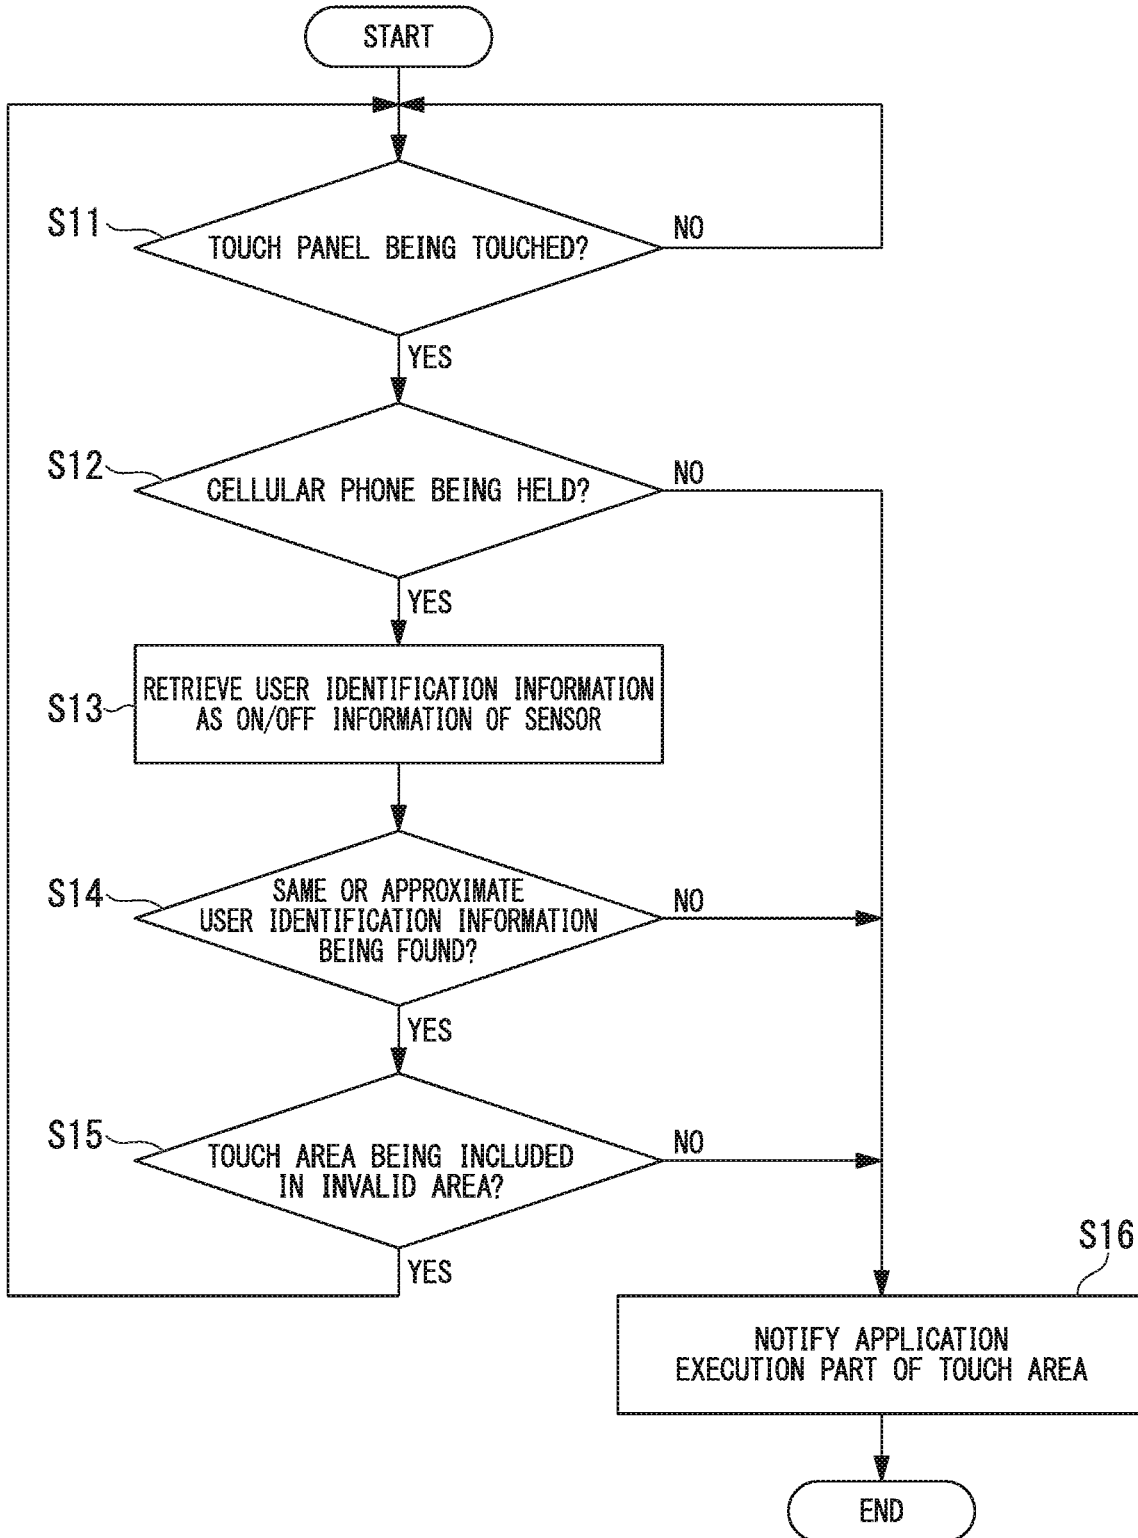 START
S11
TOUCH PANEL BEING TOUCHED?
NO
YES
S12
CELLULAR PHONE BEING HELD?
NO
YES
S13
RETRIEVE USER IDENTIFICATION INFORMATION
AS ON/OFF INFORMATION OF SENSOR
S14
SAME OR APPROXIMATE
USER IDENTIFICATION INFORMATION
BEING FOUND?
NO
YES
S15
TOUCH AREA BEING INCLUDED
IN INVALID AREA?
NO
YES
S16
NOTIFY APPLICATION
EXECUTION PART OF TOUCH AREA
END